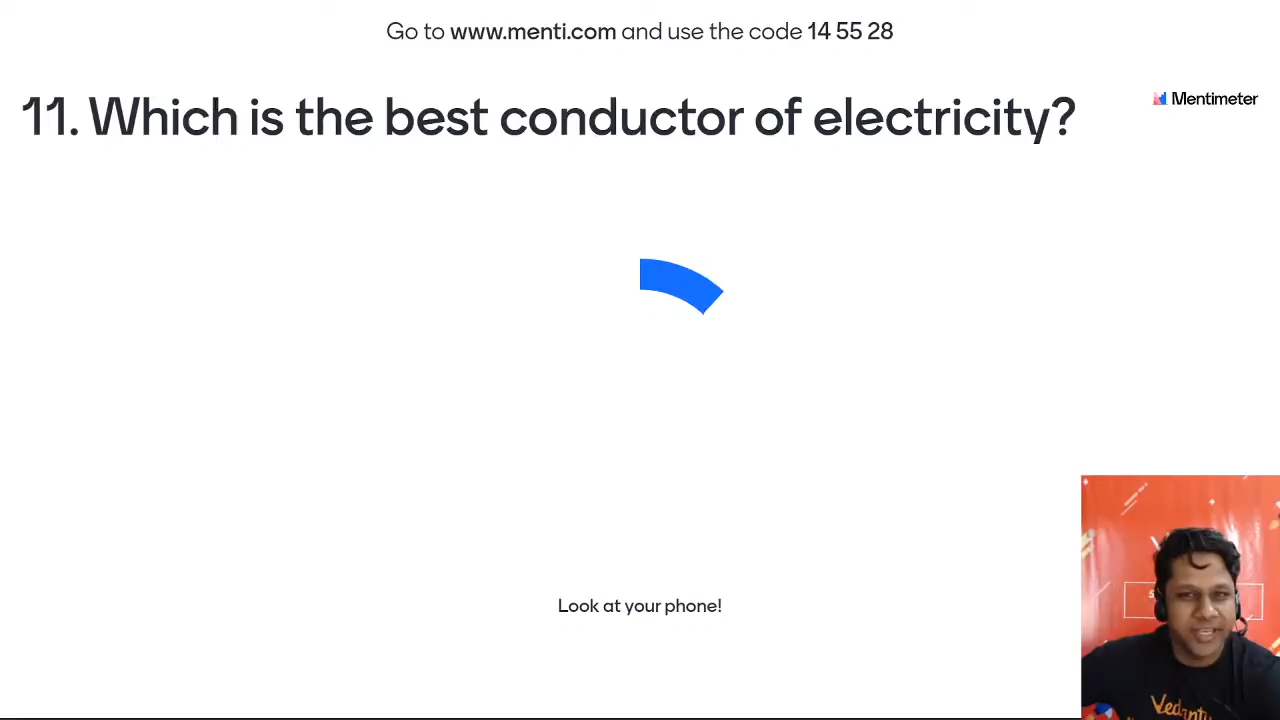 Go to www.menti.com and use the code 14 55 28
11. Which is the best conductor of electricity?
Mentimeter
Look at your phone!